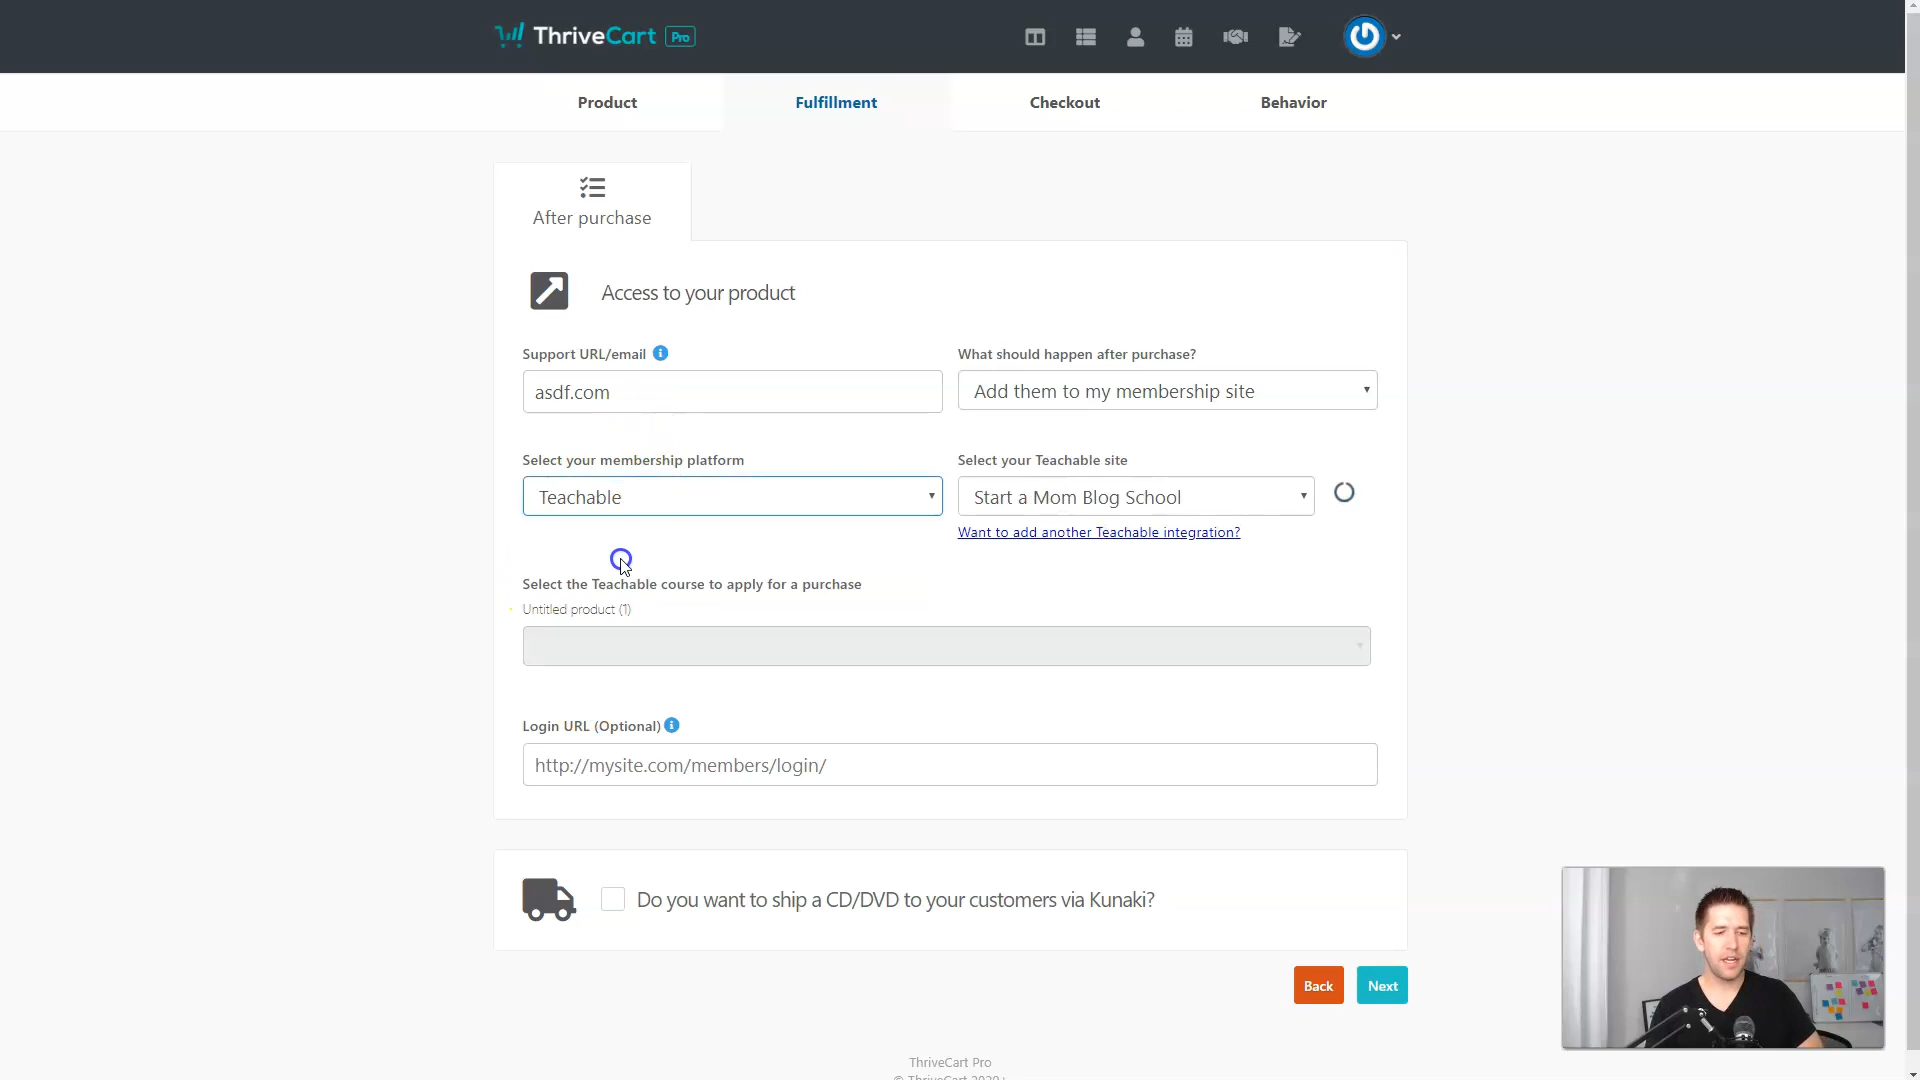 ThriveCart Pro
Product
Fulfillment
Checkout
Behavior
After purchase
Access to your product
Support URL/email
What should happen after purchase?
asdf.com
Add them to my membership site
Select your membership platform
Select your Teachable site
Teachable
Start a Mom Blog School
Want to add another Teachable integration?
Select the Teachable course to apply for a purchase
Untitled product (1)
Login URL (Optional)
http://mysite.com/members/login/
Do you want to ship a CD/DVD to your customers via Kunaki?
Back
Next
ThriveCart Pro
© ThriveCart